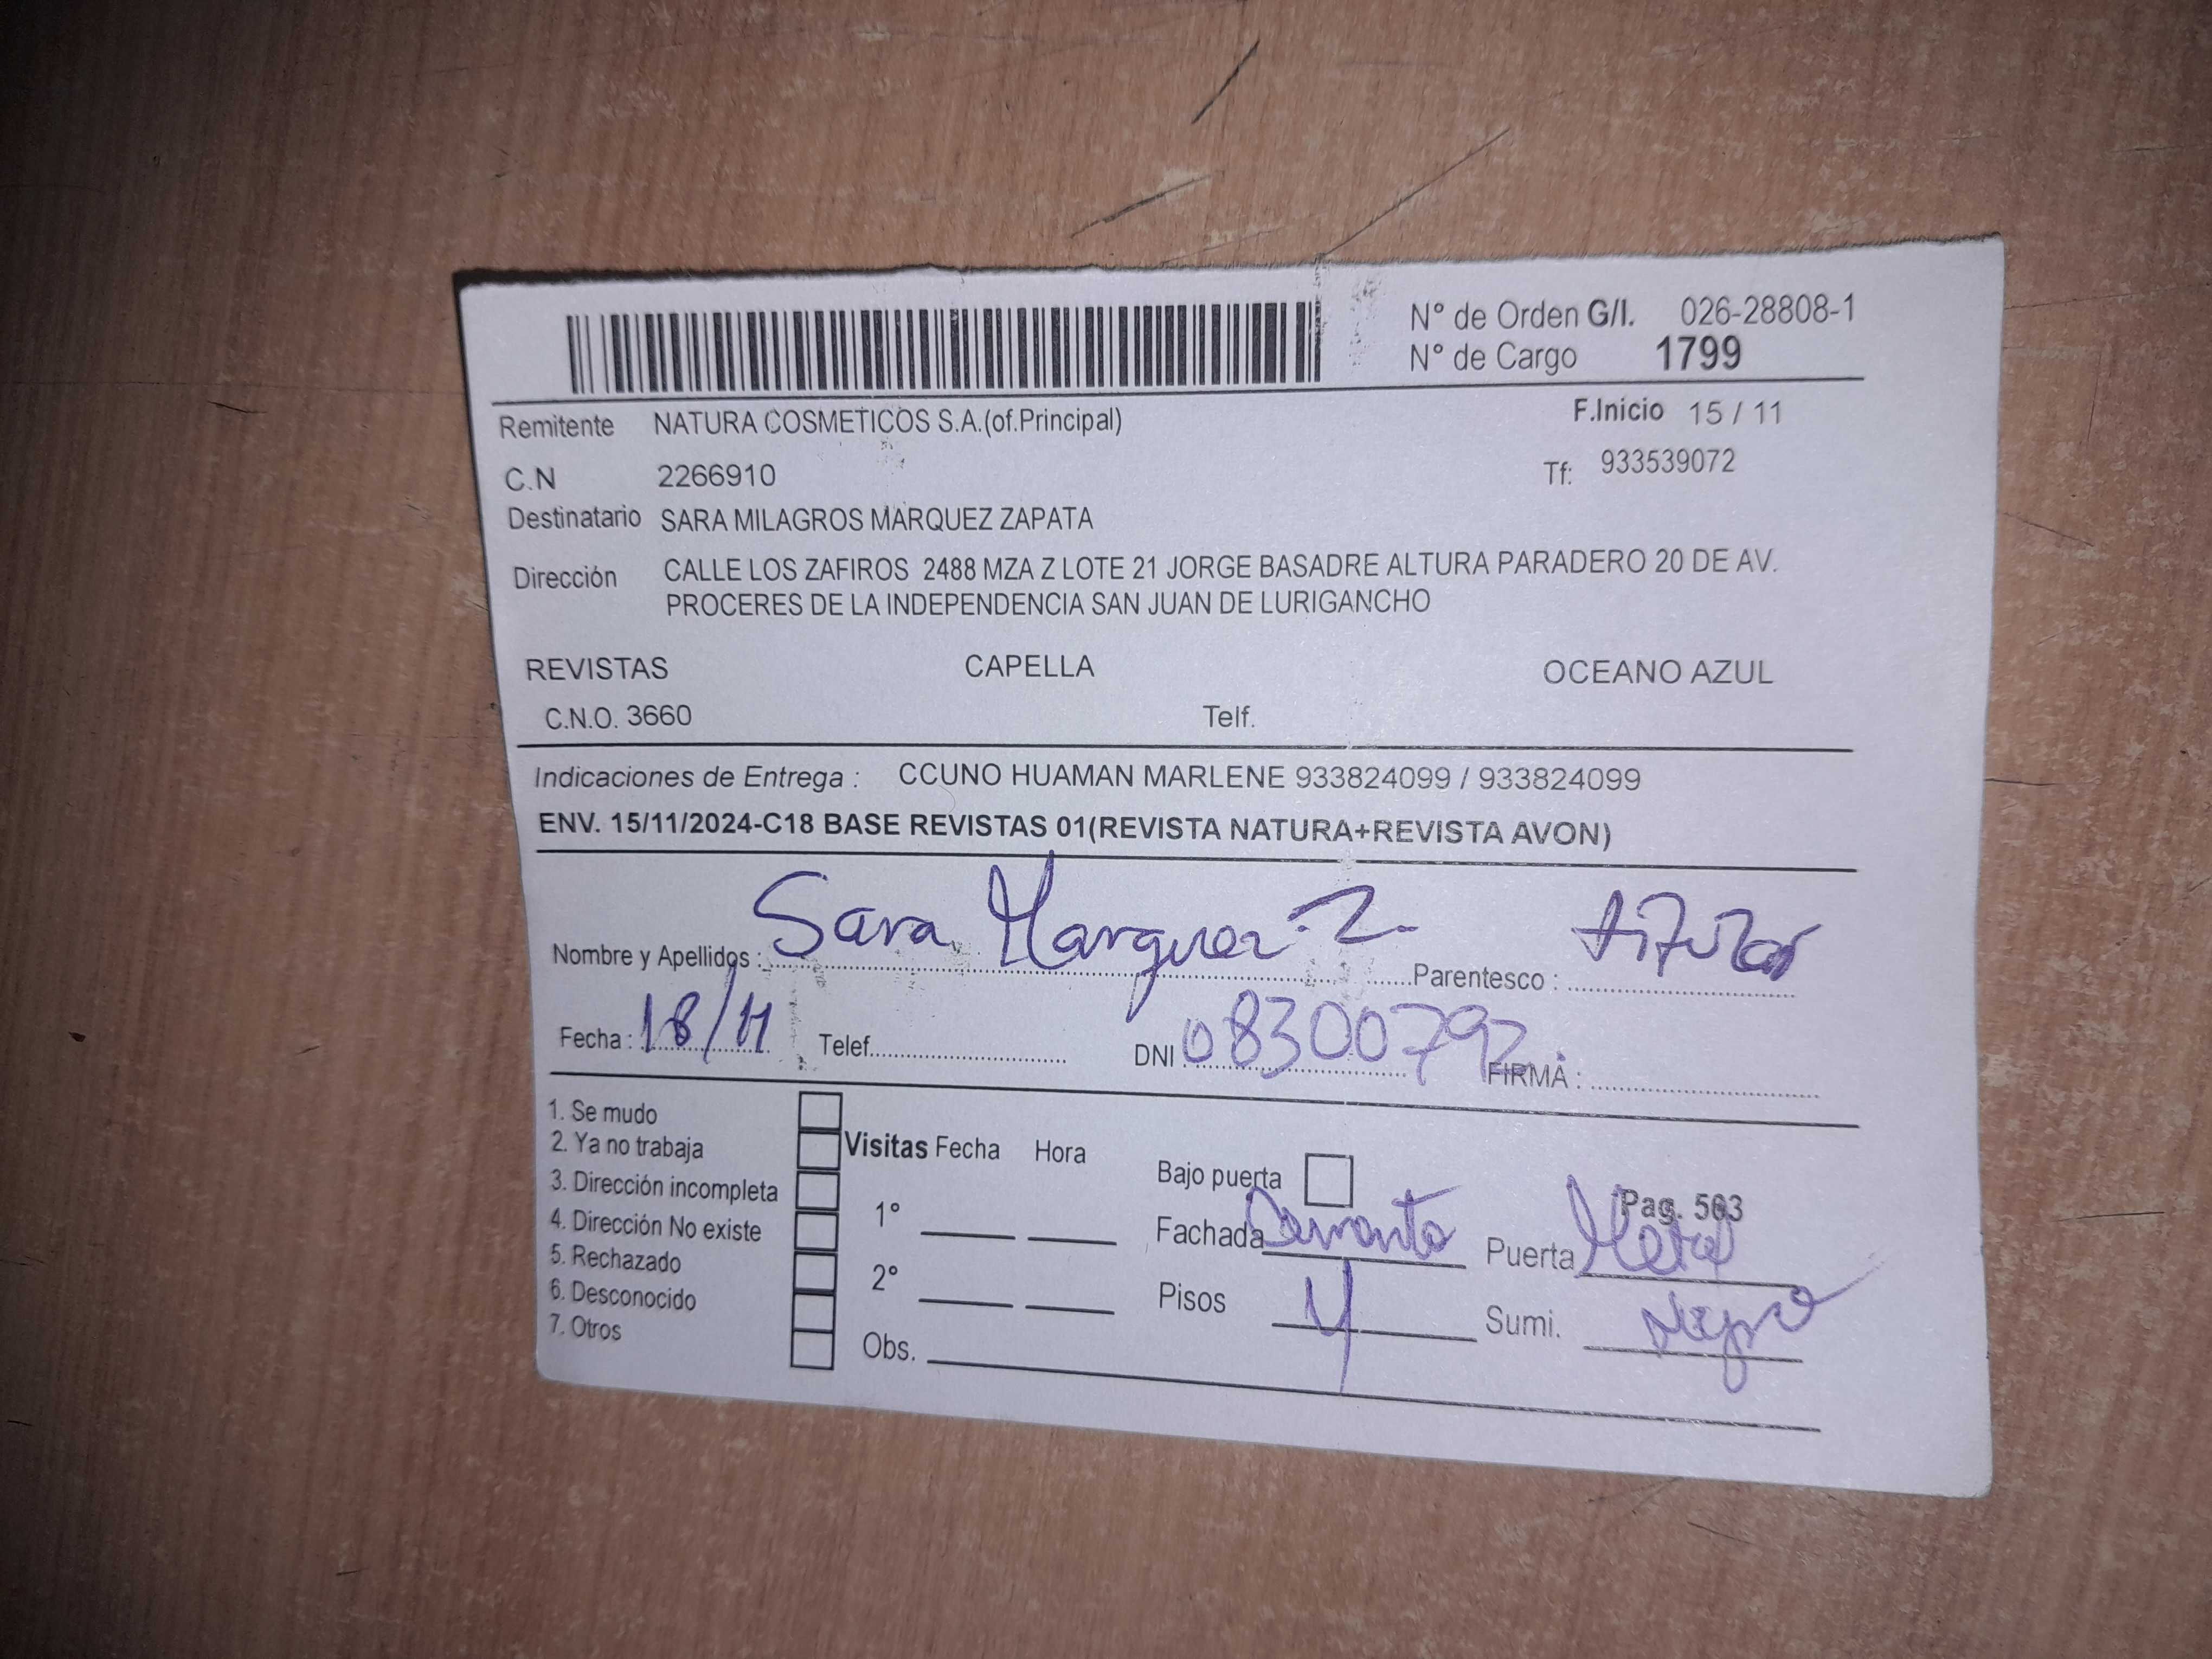 N° de Orden G/I. 026-28808-1
N° de Cargo 1799
Remitente NATURA COSMETICOS S.A.(of.Principal) F.Inicio 15 / 11
C.N 2266910 Tf: 933539072
Destinatario SARA MILAGROS MARQUEZ ZAPATA
Dirección CALLE LOS ZAFIROS 2488 MZA Z LOTE 21 JORGE BASADRE ALTURA PARADERO 20 DE AV.
PROCERES DE LA INDEPENDENCIA SAN JUAN DE LURIGANCHO
REVISTAS CAPELLA OCEANO AZUL
C.N.O. 3660 Telf.
Indicaciones de Entrega : CCUNO HUAMAN MARLENE 933824099 / 933824099
ENV. 15/11/2024-C18 BASE REVISTAS 01(REVISTA NATURA+REVISTA AVON)
Nombre y Apellidos : Sara Marquez Z. Parentesco : titular
Fecha : 18/11 Telef. DNI : 08300792 FIRMA :
1. Se mudo
2. Ya no trabaja
3. Dirección incompleta
4. Dirección No existe
5. Rechazado
6. Desconocido
7. Otros
Visitas Fecha Hora
1°
2°
Obs.
Bajo puerta Pag. 503
Fachada Puerta Metal
Pisos 4 Sumi. Negro